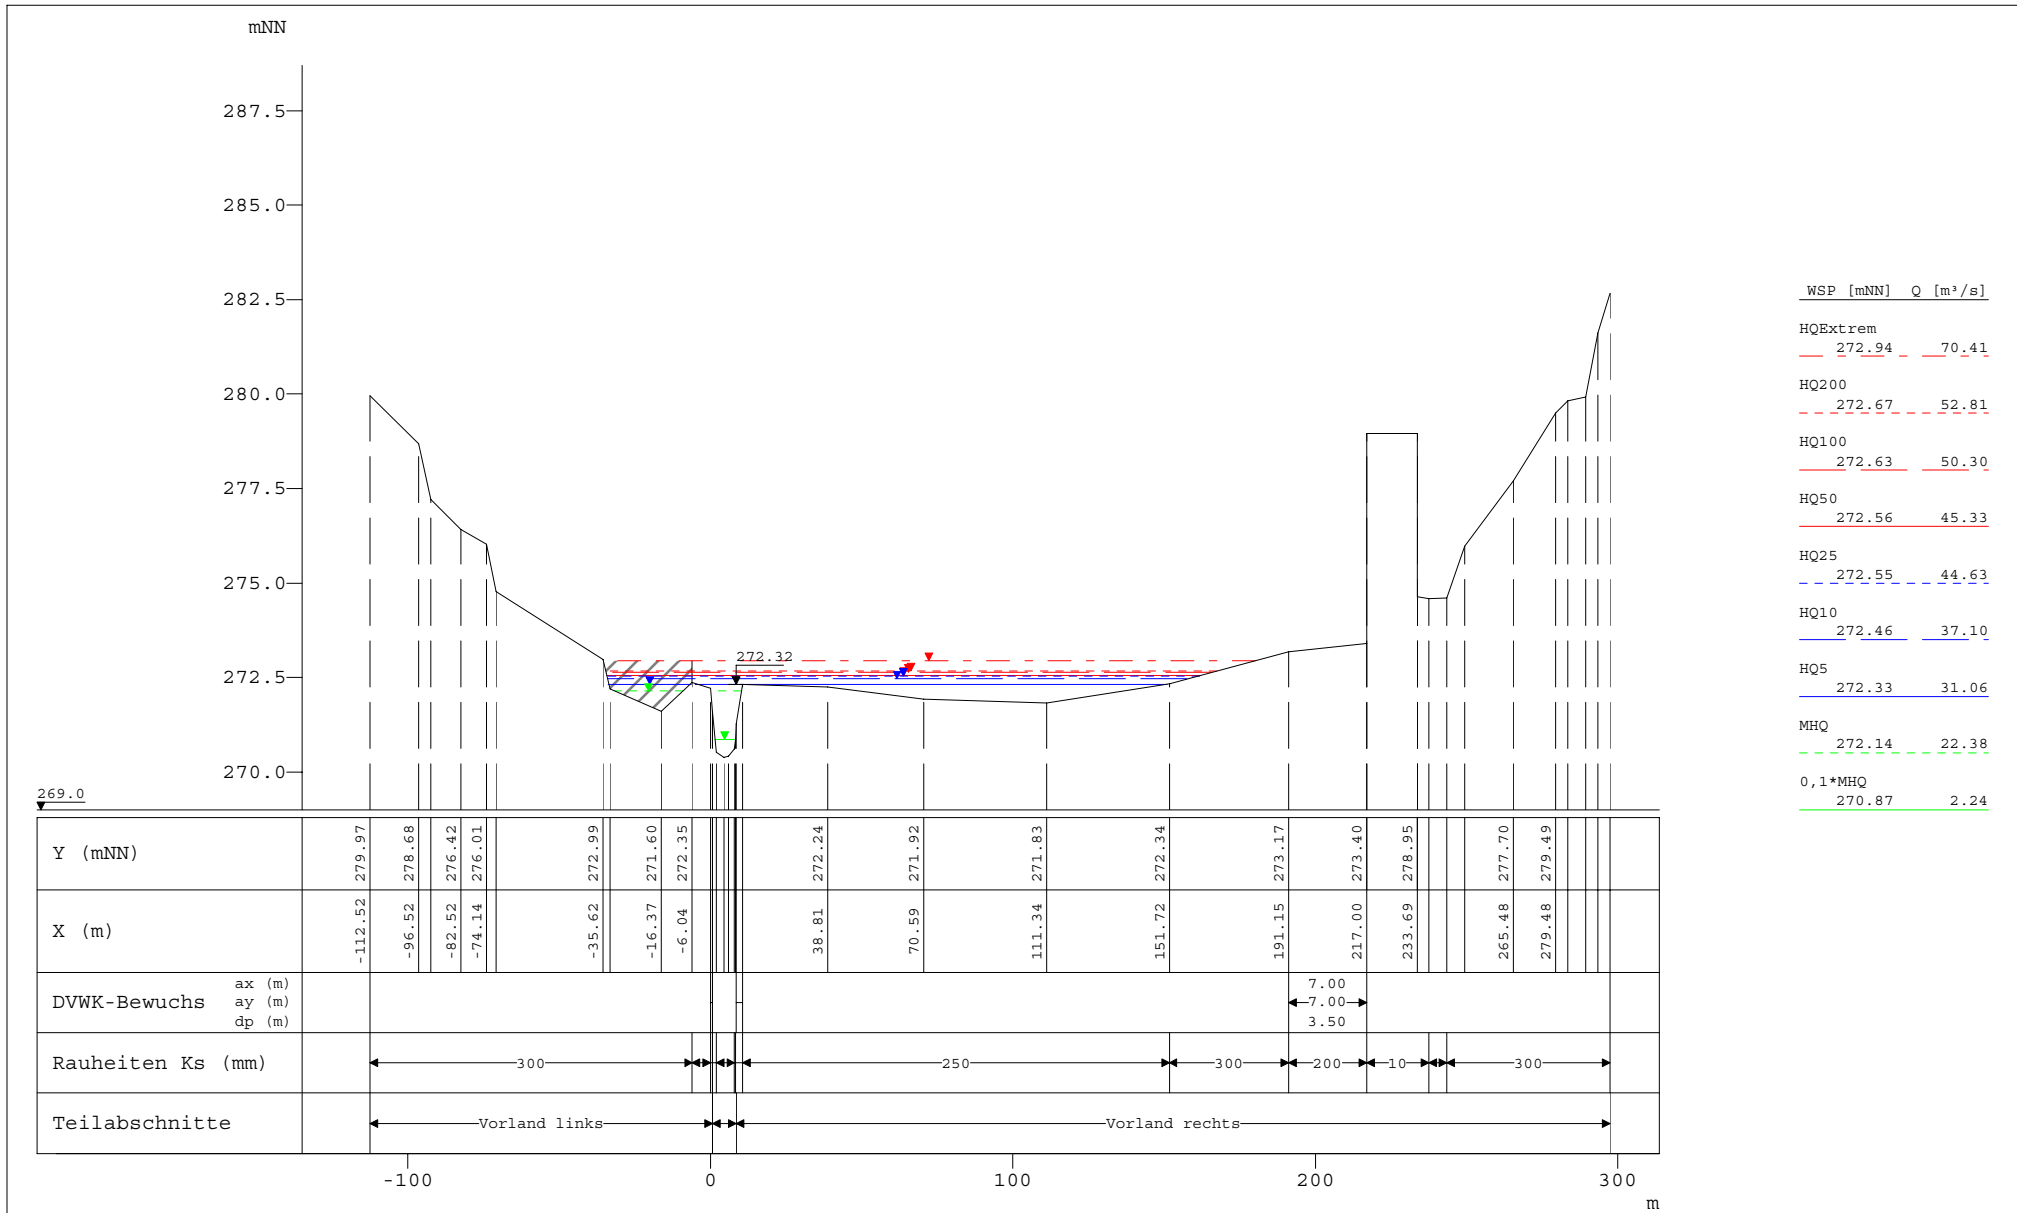 mNN
287.5
285.0
282.5
280.0
277.5
275.0
272.5
270.0
269.0
272.32
WSP [mNN] Q [m³/s]
HQExtrem
272.94 70.41
HQ200
272.67 52.81
HQ100
272.63 50.30
HQ50
272.56 45.33
HQ25
272.55 44.63
HQ10
272.46 37.10
HQ5
272.33 31.06
MHQ
272.14 22.38
0,1*MHQ
270.87 2.24
Y (mNN) 279.97 278.68 276.42 276.01 272.99 271.60 272.35 272.24 271.92 271.83 272.34 273.17 273.40 278.95 277.70 279.49
X (m) -112.52 -96.52 -82.52 -74.14 -35.62 -16.37 -6.04 38.81 70.59 111.34 151.72 191.15 217.00 233.69 265.48 279.48
ax (m) 7.00
DVWK-Bewuchs ay (m) 7.00
dp (m) 3.50
Rauheiten Ks (mm) 300 250 300 200 10 300
Teilabschnitte Vorland links Vorland rechts
-100 0 100 200 300
m